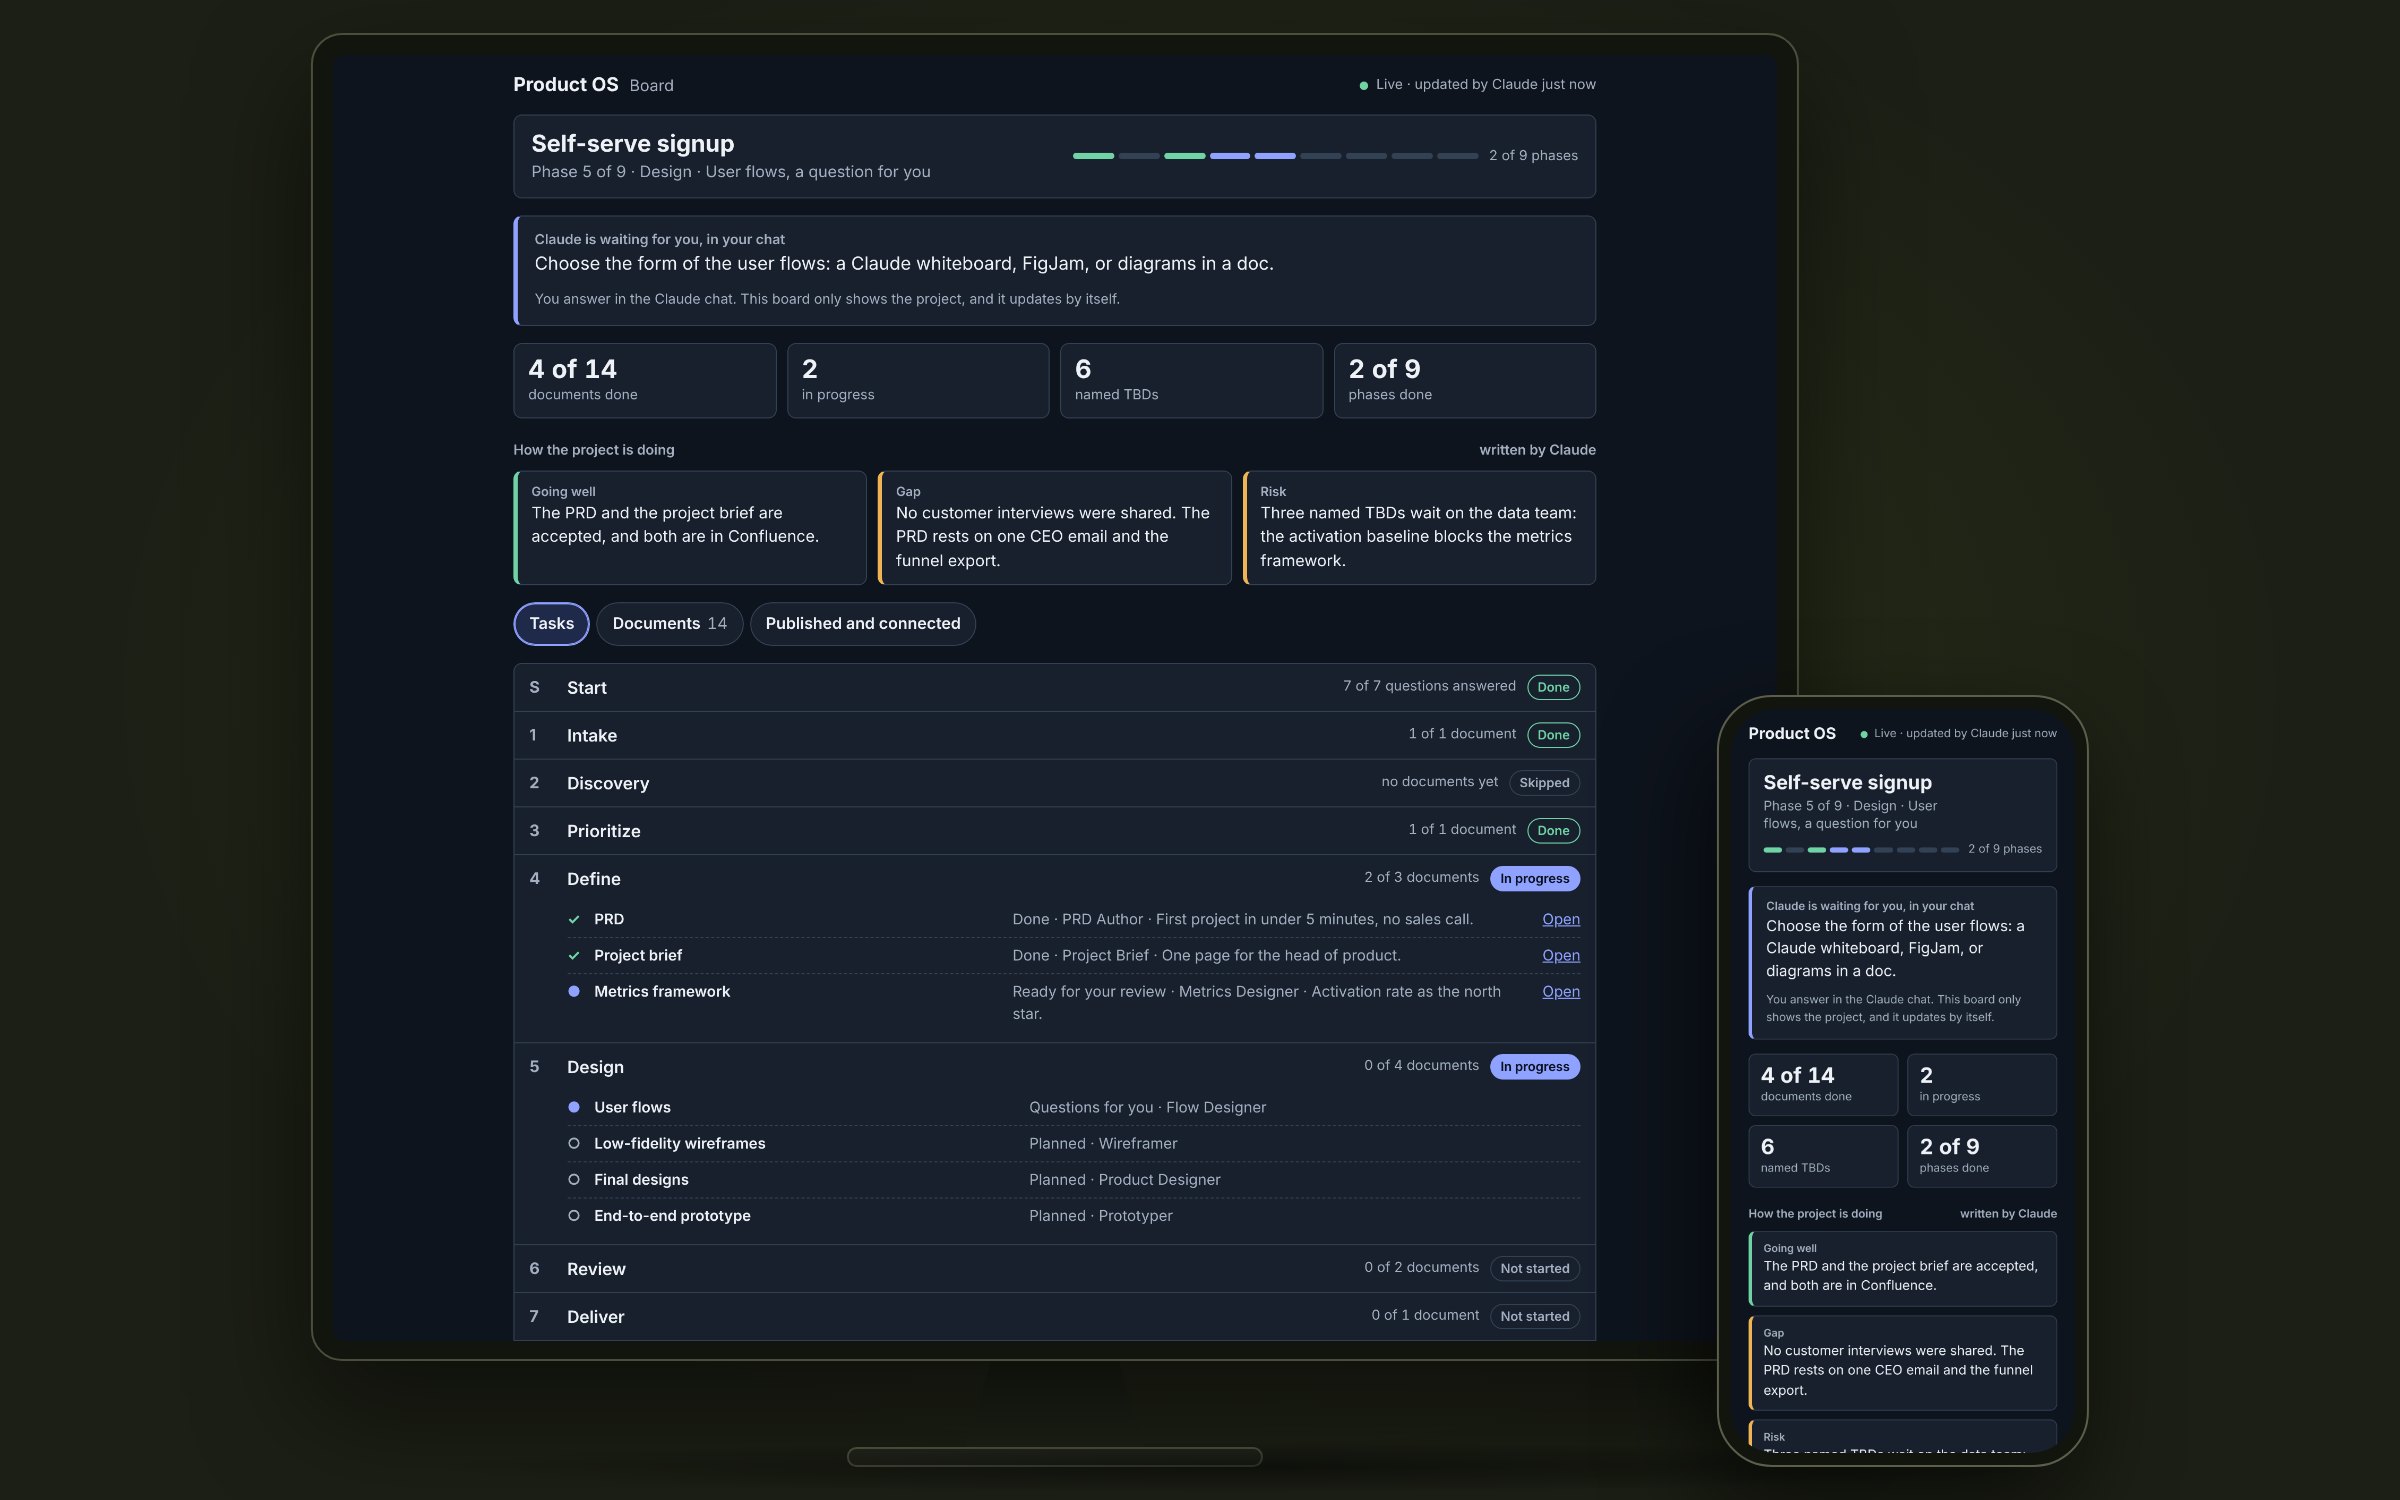 Product OS Board
Live · updated by Claude just now
Self-serve signup
Phase 5 of 9 · Design · User flows, a question for you
2 of 9 phases
Claude is waiting for you, in your chat
Choose the form of the user flows: a Claude whiteboard, FigJam, or diagrams in a doc.
You answer in the Claude chat. This board only shows the project, and it updates by itself.
4 of 14
documents done
2
in progress
6
named TBDs
2 of 9
phases done
How the project is doing
written by Claude
Going well
The PRD and the project brief are
accepted, and both are in Confluence.
Gap
No customer interviews were shared. The
PRD rests on one CEO email and the
funnel export.
Risk
Three named TBDs wait on the data team:
the activation baseline blocks the metrics
framework.
Tasks
Documents 14
Published and connected
S Start 7 of 7 questions answered Done
1 Intake 1 of 1 document Done
2 Discovery no documents yet Skipped
3 Prioritize 1 of 1 document Done
4 Define 2 of 3 documents In progress
PRD Done · PRD Author · First project in under 5 minutes, no sales call. Open
Project brief Done · Project Brief · One page for the head of product. Open
Metrics framework Ready for your review · Metrics Designer · Activation rate as the north Open
star.
5 Design 0 of 4 documents In progress
User flows Questions for you · Flow Designer
Low-fidelity wireframes Planned · Wireframer
Final designs Planned · Product Designer
End-to-end prototype Planned · Prototyper
6 Review 0 of 2 documents Not started
7 Deliver 0 of 1 document Not started
Product OS
Live · updated by Claude just now
Self-serve signup
Phase 5 of 9 · Design · User
flows, a question for you
2 of 9 phases
Claude is waiting for you, in your chat
Choose the form of the user flows: a
Claude whiteboard, FigJam, or
diagrams in a doc.
You answer in the Claude chat. This board only
shows the project, and it updates by itself.
4 of 14
documents done
2
in progress
6
named TBDs
2 of 9
phases done
How the project is doing
written by Claude
Going well
The PRD and the project brief are accepted,
and both are in Confluence.
Gap
No customer interviews were shared. The
PRD rests on one CEO email and the funnel
export.
Risk
Three named TBDs wait on the data team: